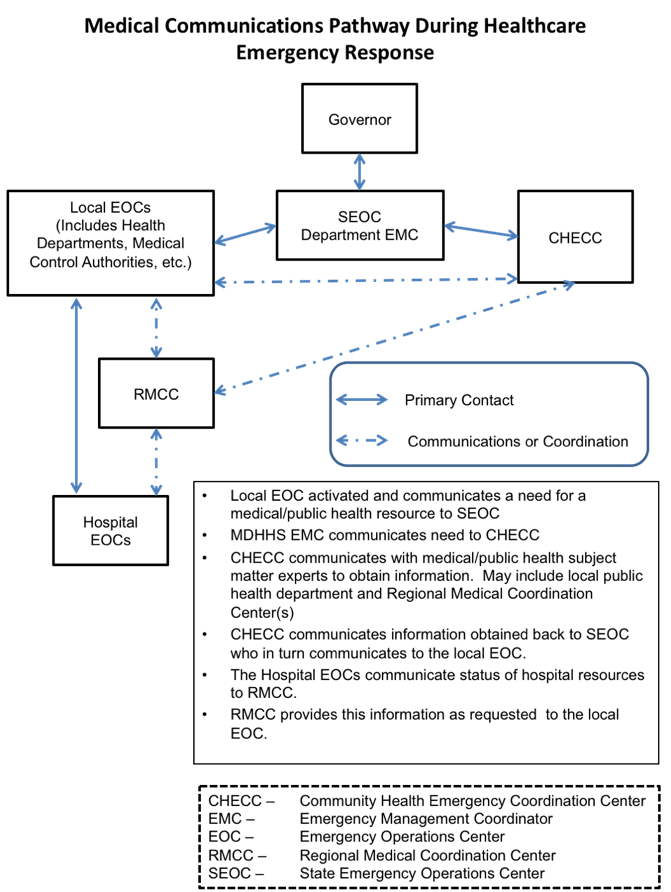 Medical Communications Pathway During Healthcare
Emergency Response
Governor
Local EOCs
(Includes Health
Departments, Medical
Control Authorities, etc.)
SEOC
Department EMC
CHECC
RMCC
Primary Contact
Communications or Coordination
Hospital
EOCs
• Local EOC activated and communicates a need for a
medical/public health resource to SEOC
• MDHHS EMC communicates need to CHECC
• CHECC communicates with medical/public health subject
matter experts to obtain information.  May include local public
health department and Regional Medical Coordination
Center(s)
• CHECC communicates information obtained back to SEOC
who in turn communicates to the local EOC.
• The Hospital EOCs communicate status of hospital resources
to RMCC.
• RMCC provides this information as requested  to the local
EOC.
CHECC – Community Health Emergency Coordination Center
EMC – Emergency Management Coordinator
EOC – Emergency Operations Center
RMCC – Regional Medical Coordination Center
SEOC – State Emergency Operations Center